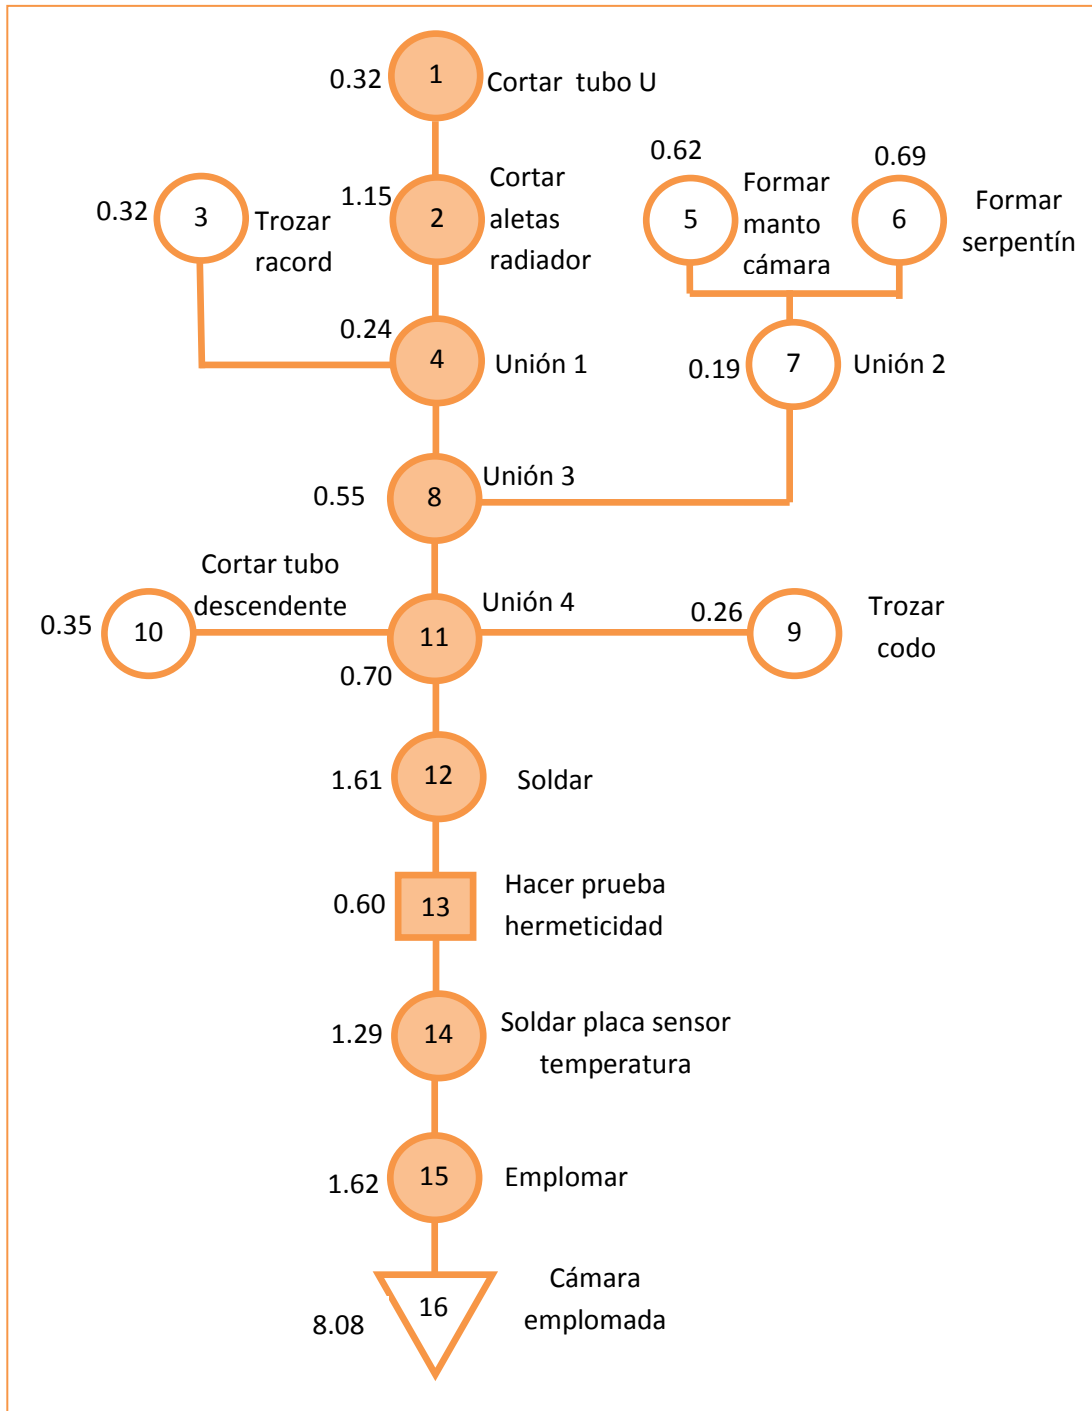 0.32
1
Cortar tubo U
0.62
0.69
0.32
3
Trozar
racord
1.15
2
Cortar
aletas
radiador
5
Formar
manto
cámara
6
Formar
serpentín
0.24
4
Unión 1
0.19
7
Unión 2
0.55
8
Unión 3
Cortar tubo
descendente
0.35
10
Unión 4
11
0.70
0.26
9
Trozar
codo
1.61
12
Soldar
0.60
13
Hacer prueba
hermeticidad
1.29
14
Soldar placa sensor
temperatura
1.62
15
Emplomar
8.08
16
Cámara
emplomada